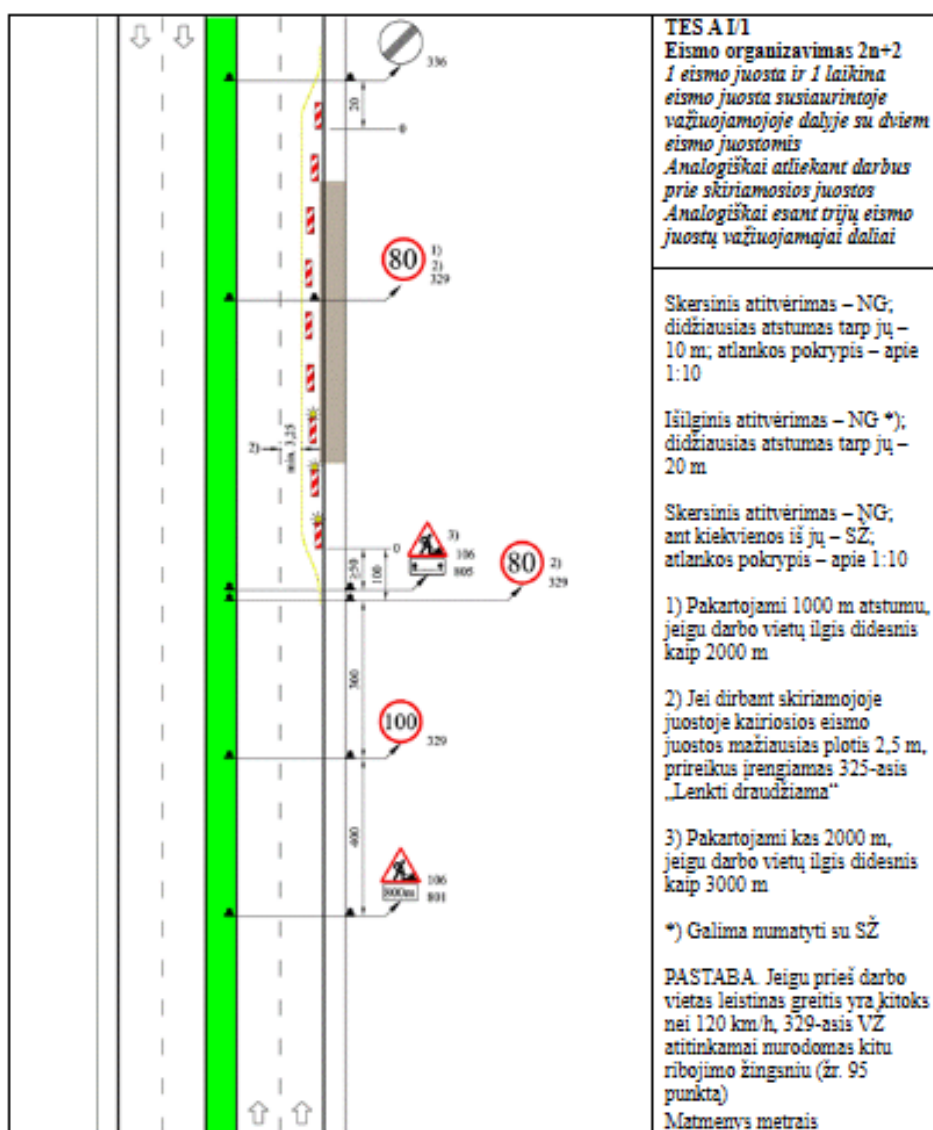 336
20
0
80 1)
2)
329
2)
min. 3,25
0
3)
106
805
80 2)
329
≥50
100
300
100
329
400
800m
106
801
TES A I/1
Eismo organizavimas 2n+2
1 eismo juosta ir 1 laikina
eismo juosta susiaurintoje
važiuojamojoje dalyje su dviem
eismo juostomis
Analogiškai atliekant darbus
prie skiriamosios juostos
Analogiškai esant trijų eismo
juostų važiuojamajai daliai
Skersinis atitvėrimas – NG;
didžiausias atstumas tarp jų –
10 m; atlankos pokrypis – apie
1:10
Išilginis atitvėrimas – NG *);
didžiausias atstumas tarp jų –
20 m
Skersinis atitvėrimas – NG;
ant kiekvienos iš jų – SŽ;
atlankos pokrypis – apie 1:10
1) Pakartojami 1000 m atstumu,
jeigu darbo vietų ilgis didesnis
kaip 2000 m
2) Jei dirbant skiriamojoje
juostoje kairiosios eismo
juostos mažiausias plotis 2,5 m,
prireikus įrengiamas 325-asis
„Lenkti draudžiama“
3) Pakartojami kas 2000 m,
jeigu darbo vietų ilgis didesnis
kaip 3000 m
*) Galima numatyti su SŽ
PASTABA. Jeigu prieš darbo
vietas leistinas greitis yra kitoks
nei 120 km/h, 329-asis VŽ
atitinkamai nurodomas kitu
ribojimo žingsniu (žr. 95
punktą)
Matmenys metrais